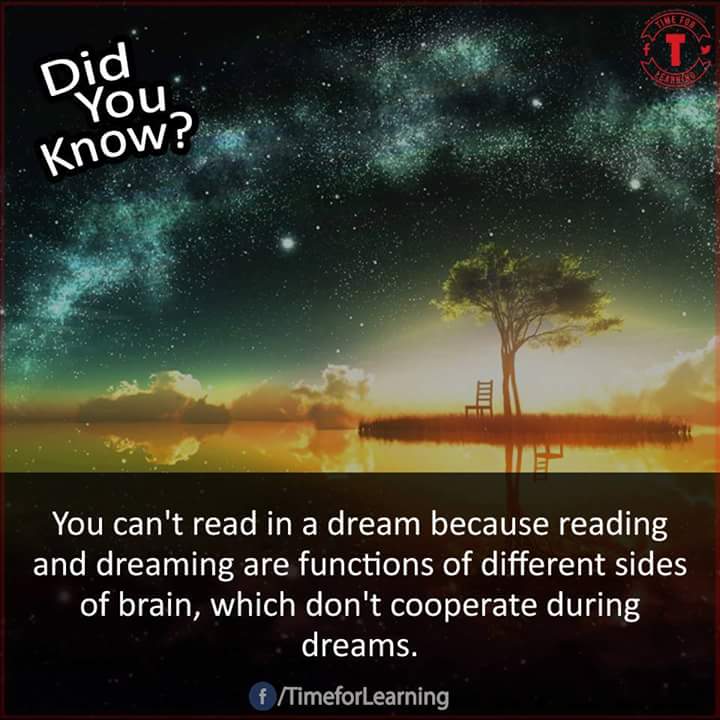 Did
You
Know?
TIME FOR
T
LEARNING
You can't read in a dream because reading
and dreaming are functions of different sides
of brain, which don't cooperate during
dreams.
f /TimeforLearning